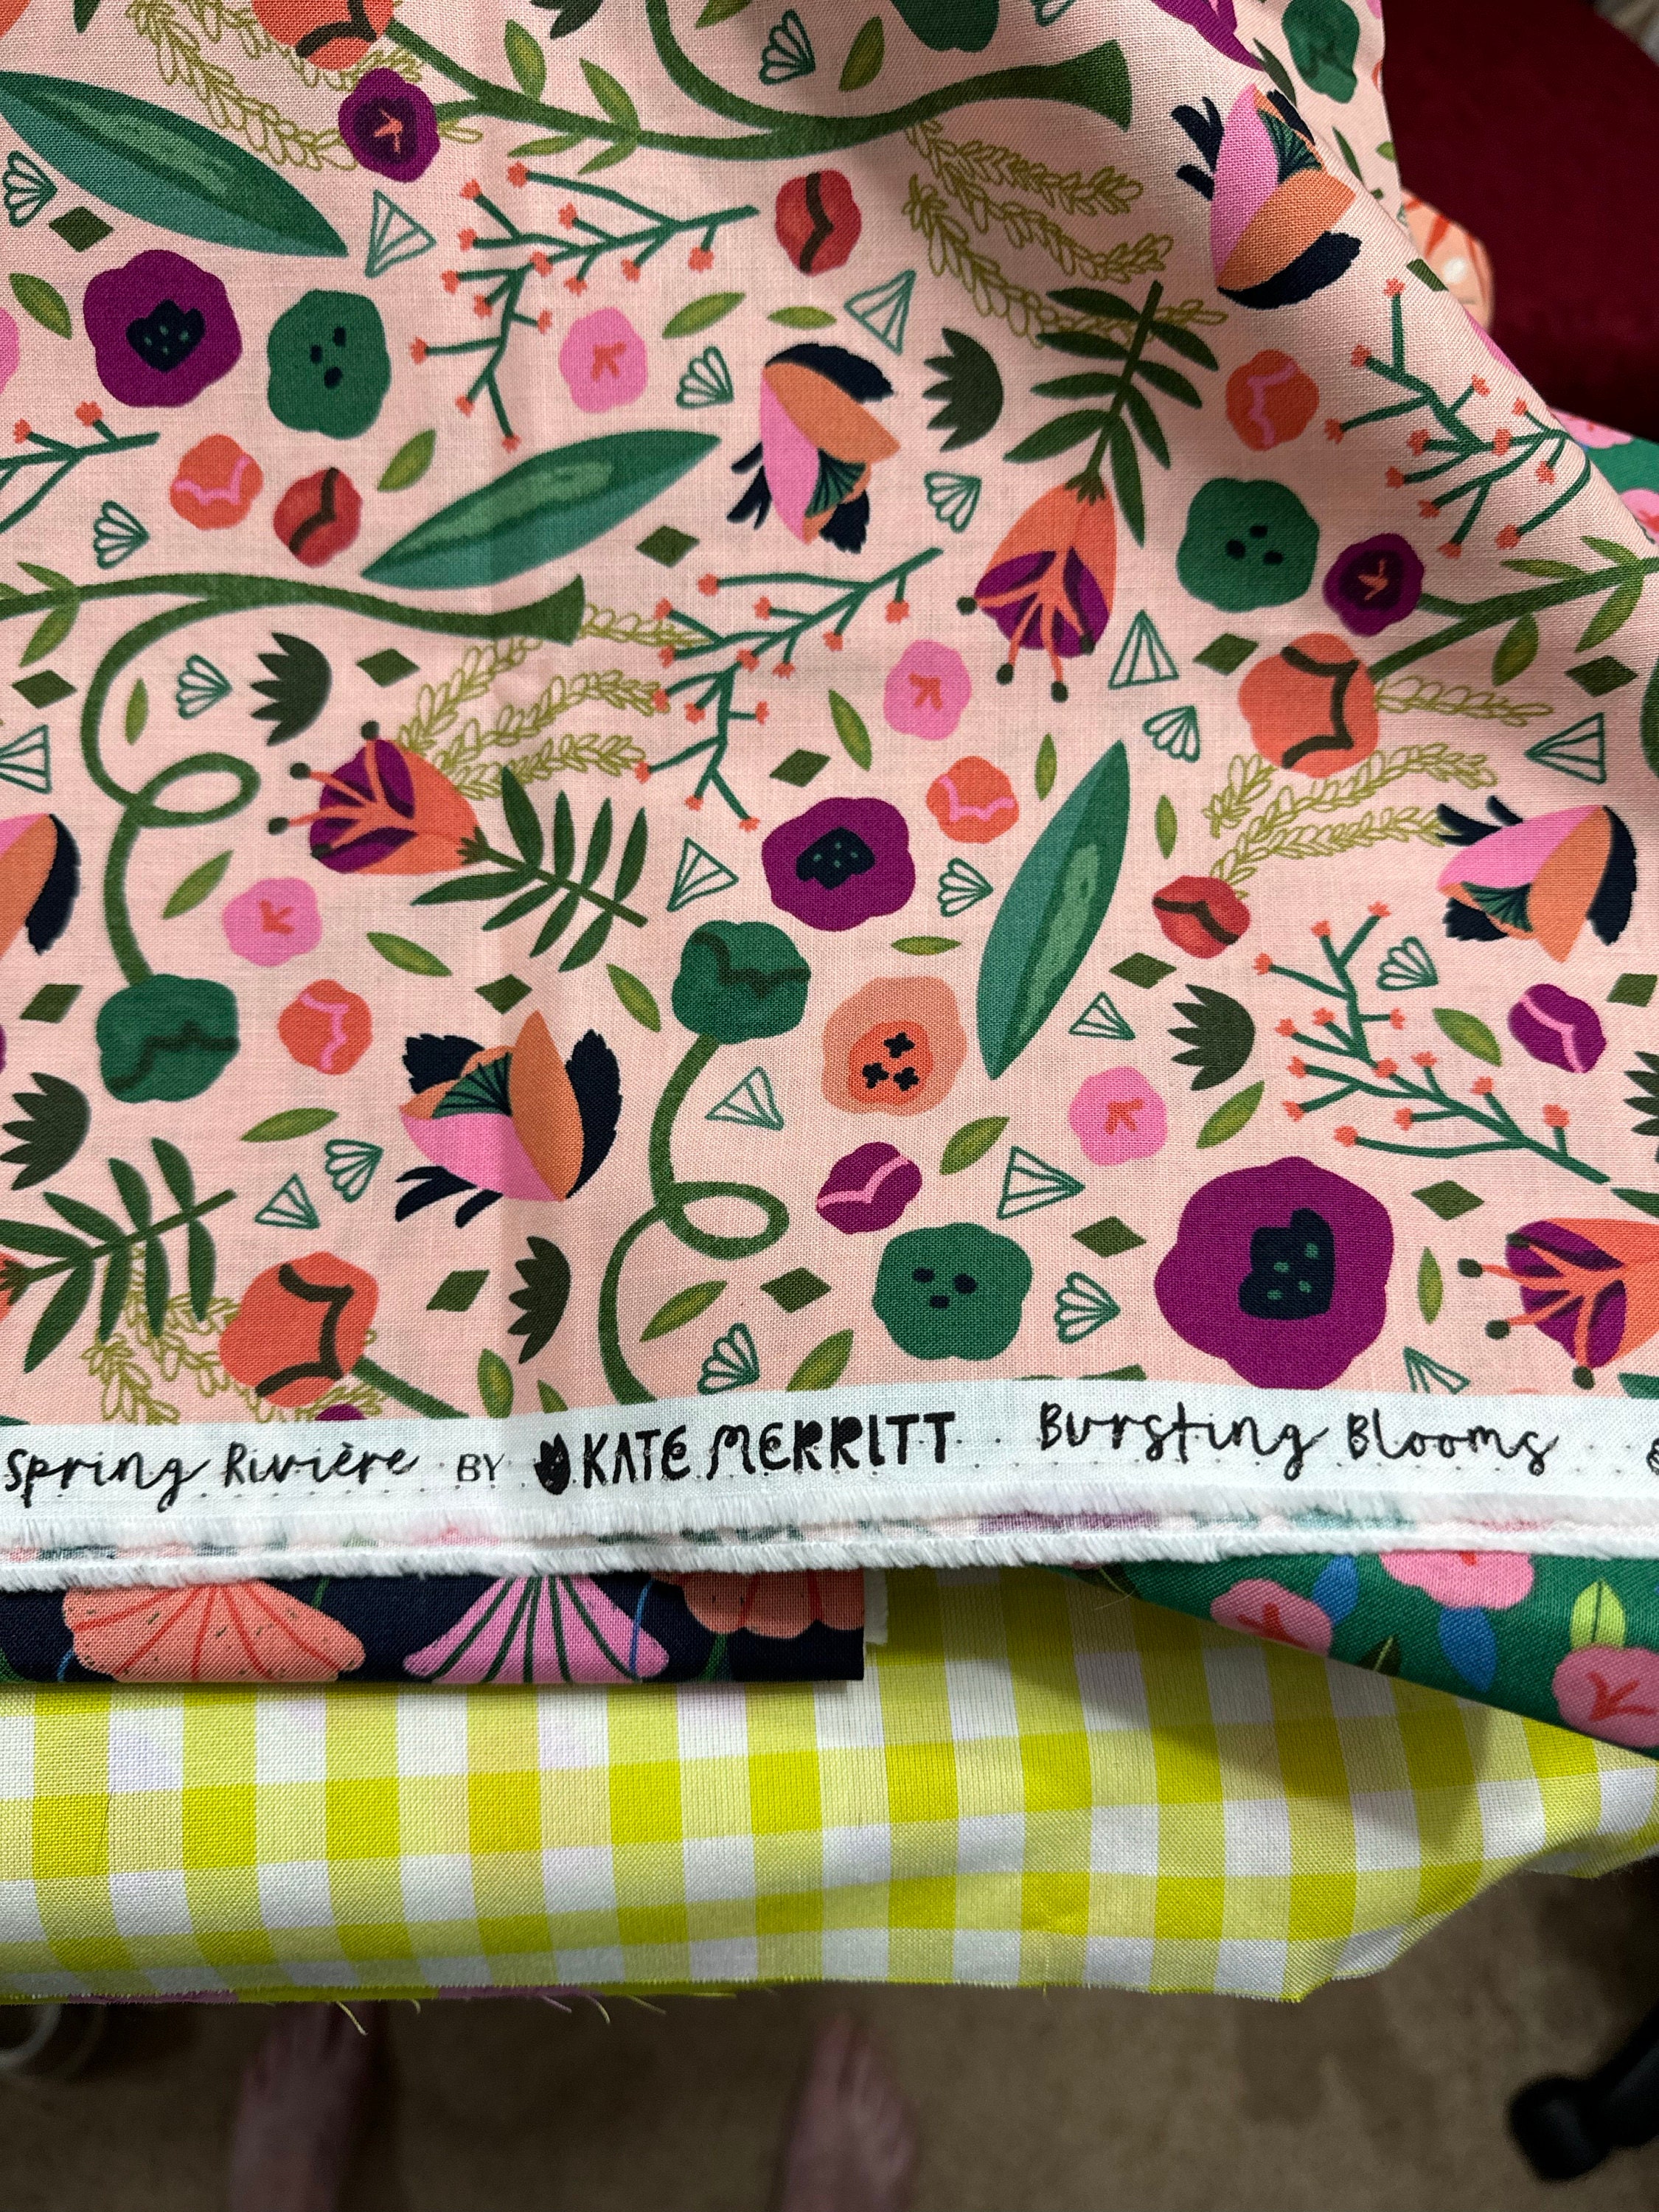 Spring Rivière BY KATE MERRITT Bursting Blooms